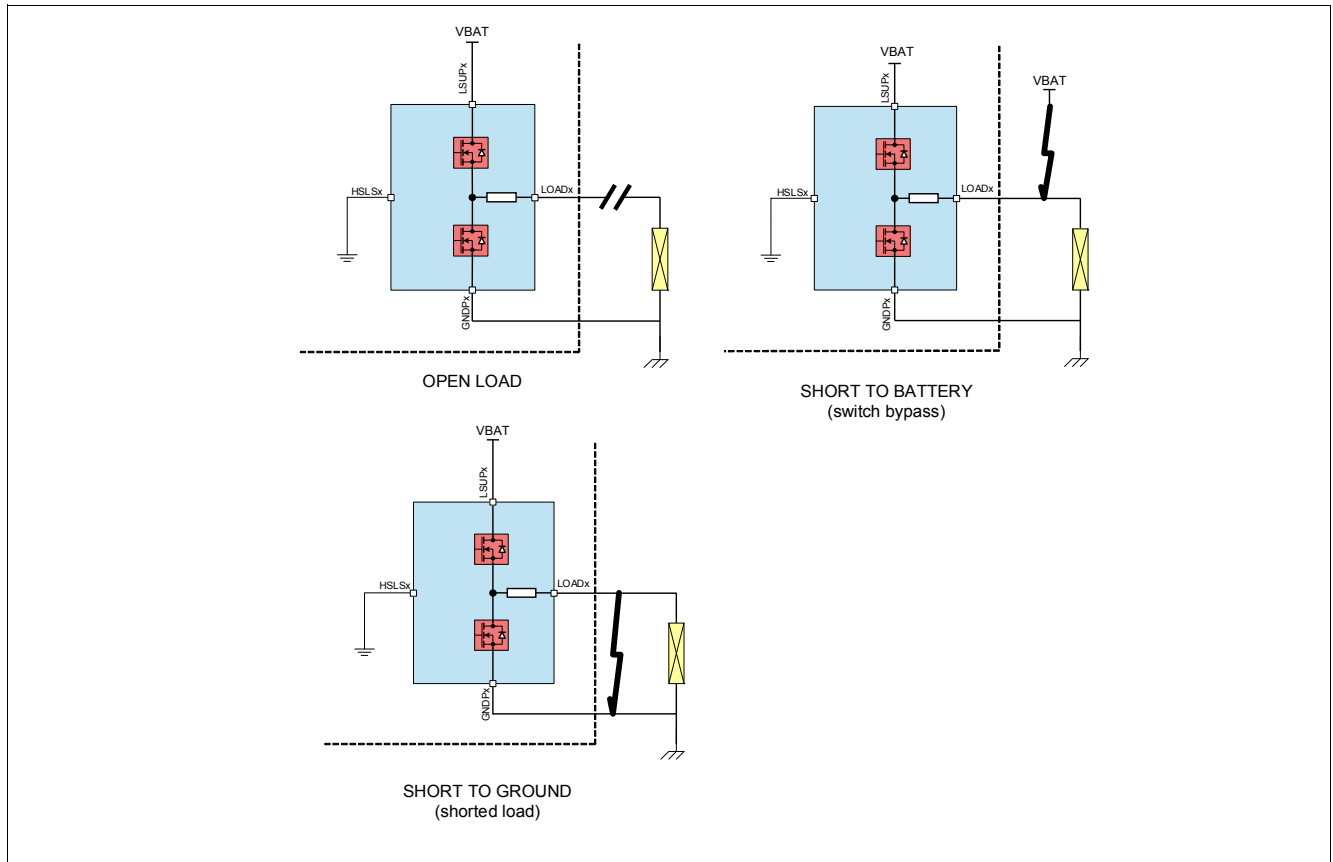 VBAT
LSUPx
HSLSx
LOADx
GNDPx
OPEN LOAD
VBAT
VBAT
LSUPx
HSLSx
LOADx
GNDPx
SHORT TO BATTERY
(switch bypass)
VBAT
LSUPx
HSLSx
LOADx
GNDPx
SHORT TO GROUND
(shorted load)